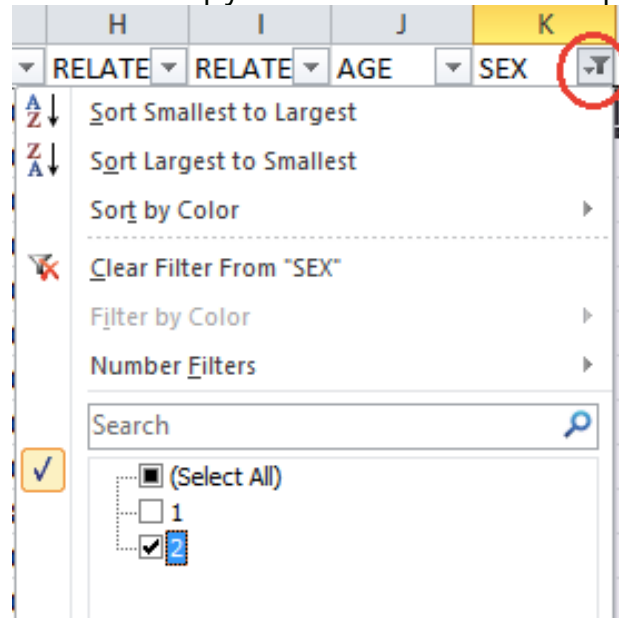 H I J K
RELATE RELATE AGE SEX
A Z Sort Smallest to Largest
Z A Sort Largest to Smallest
Sort by Color
Clear Filter From "SEX"
Filter by Color
Number Filters
Search
(Select All)
1
2